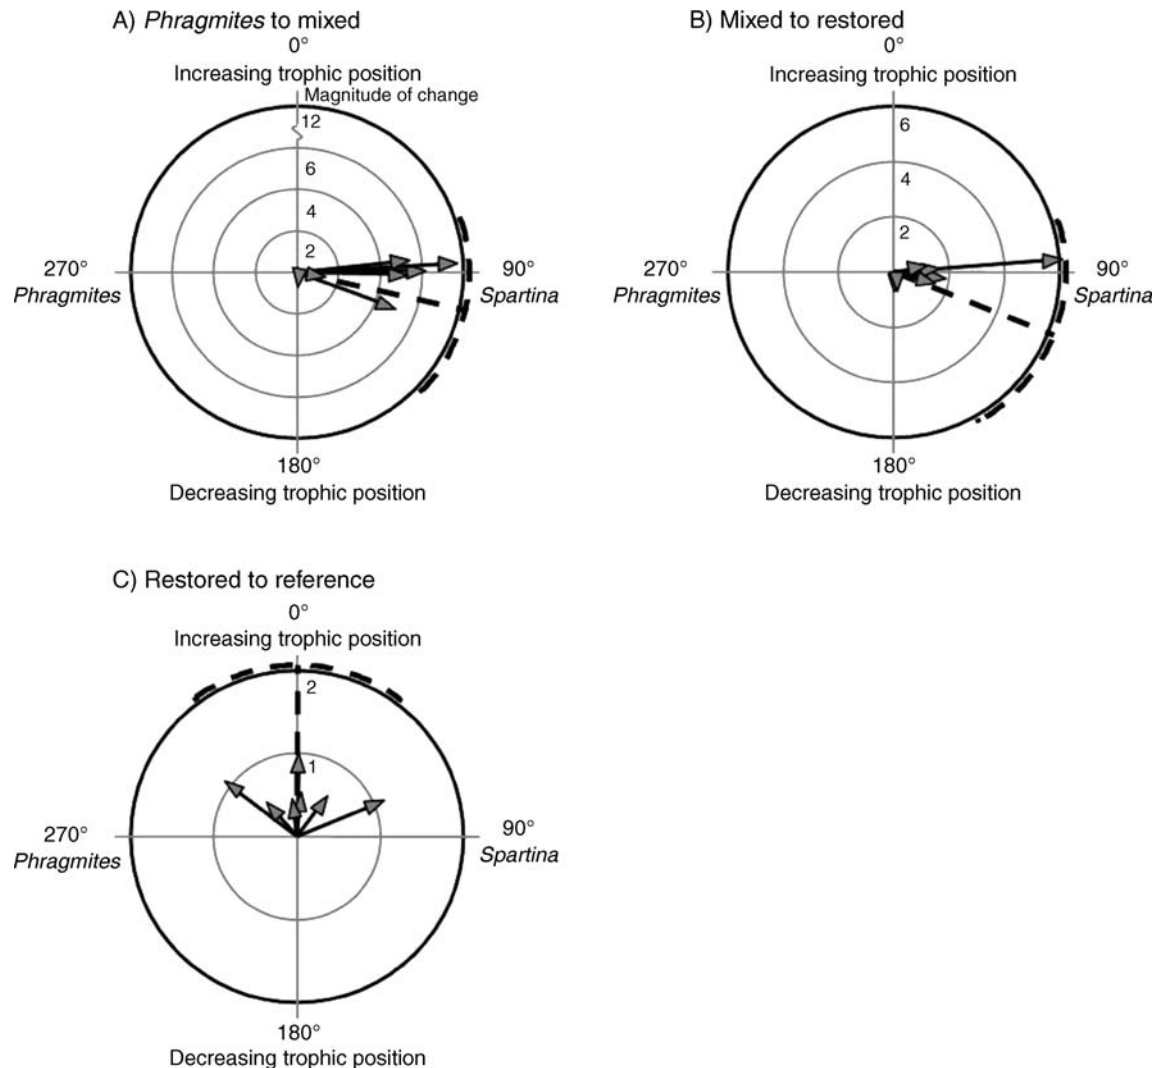 A) Phragmites to mixed
0°
Increasing trophic position
Magnitude of change
12
6
4
2
270°
Phragmites
90°
Spartina
180°
Decreasing trophic position
B) Mixed to restored
0°
Increasing trophic position
6
4
2
270°
Phragmites
90°
Spartina
180°
Decreasing trophic position
C) Restored to reference
0°
Increasing trophic position
2
1
270°
Phragmites
90°
Spartina
180°
Decreasing trophic position